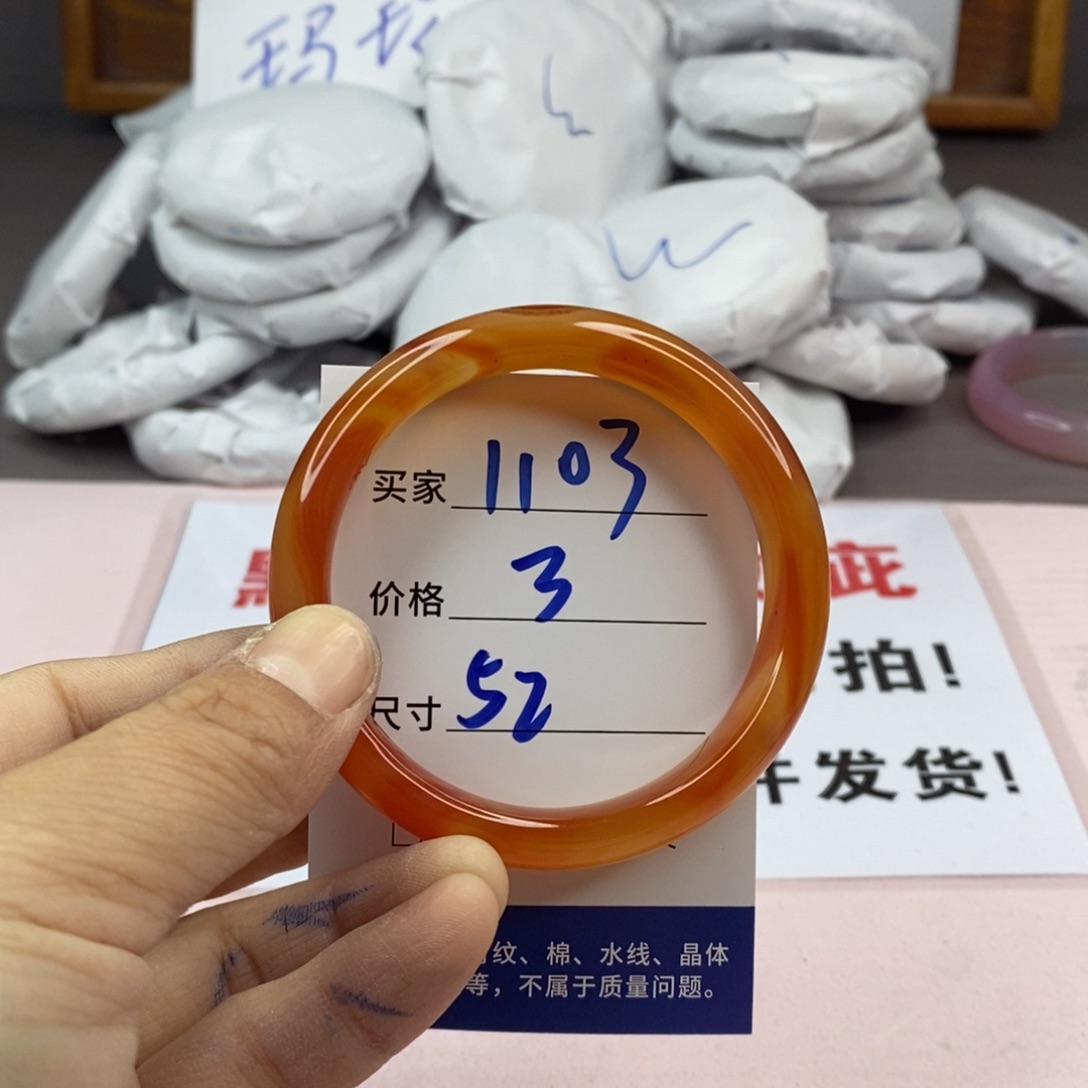 玛瑙
买家 1103
价格 3
尺寸 52
拍!
发货!
纹、棉、水线、晶体
等，不属于质量问题。